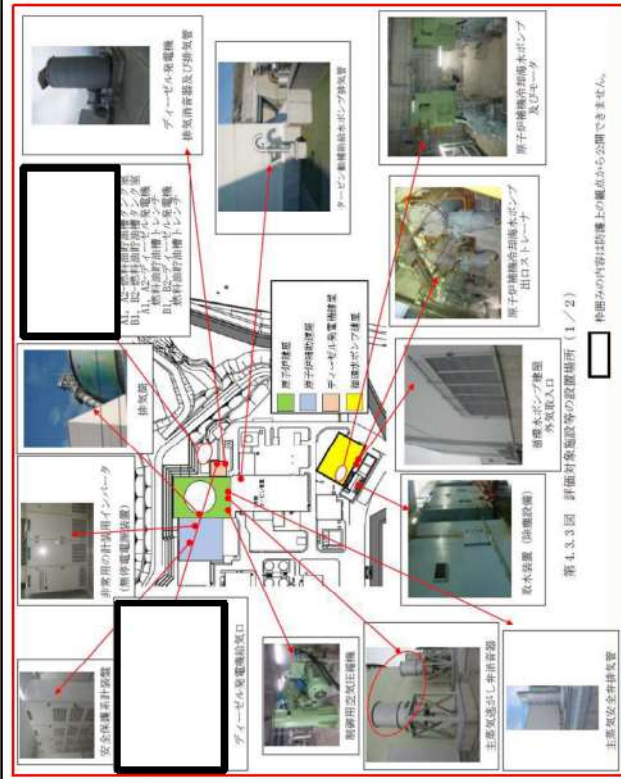 安全保護系計装盤
非常用の計装用インバータ
(無停電電源装置)
排気筒
A1, A2-燃料油貯油槽タンク室
B1, B2-燃料油貯油槽タンク室
A1, A2-ディーゼル発電機
燃料油貯油槽トレンチ
B1, B2-ディーゼル発電機
燃料油貯油槽トレンチ
ディーゼル発電機
排気消音器及び排気管
ディーゼル発電機給気口
タービン動補助給水ポンプ排気管
原子炉建屋
原子炉補助建屋
ディーゼル発電機建屋
循環水ポンプ建屋
制御用空気圧縮機
主蒸気逃がし弁消音器
主蒸気安全弁排気管
取水装置(除塵設備)
循環水ポンプ建屋
外気取入口
原子炉補機冷却海水ポンプ
出口ストレーナ
原子炉補機冷却海水ポンプ
及びモータ
第4.3.3図 評価対象施設等の設置場所(1/2)
枠囲みの内容は防護上の観点から公開できません。